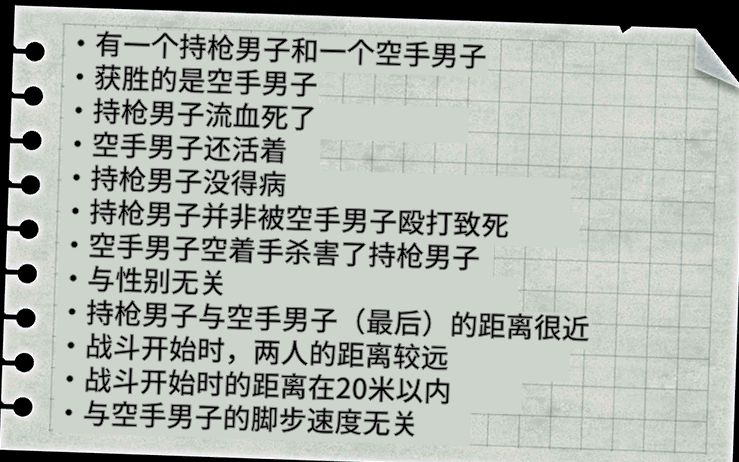 ・有一个持枪男子和一个空手男子
・获胜的是空手男子
・持枪男子流血死了
・空手男子还活着
・持枪男子没得病
・持枪男子并非被空手男子殴打致死
・空手男子空着手杀害了持枪男子
・与性别无关
・持枪男子与空手男子（最后）的距离很近
・战斗开始时，两人的距离较远
・战斗开始时的距离在20米以内
・与空手男子的脚步速度无关